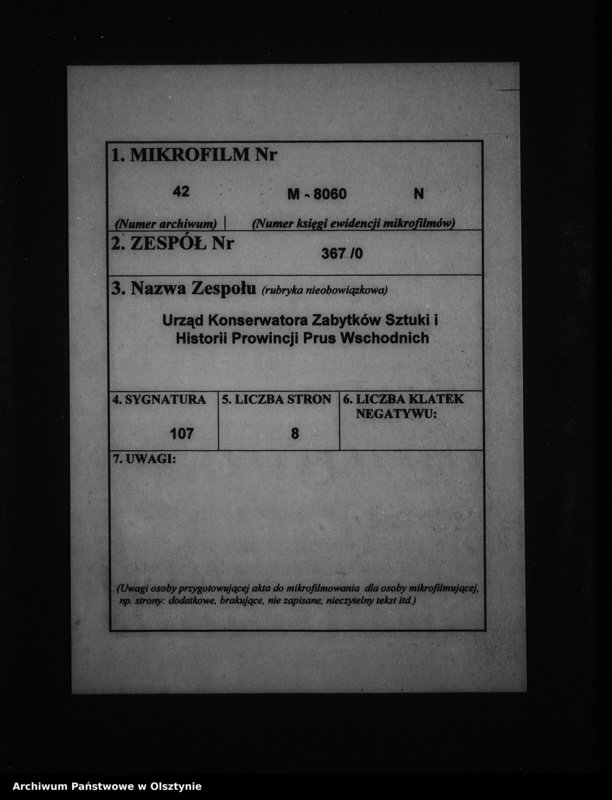 1. MIKROFILM Nr
42 M - 8060 N
(Numer archiwum) (Numer księgi ewidencji mikrofilmów)
2. ZESPÓŁ Nr
367 /0
3. Nazwa Zespołu (rubryka nieobowiązkowa)
Urząd Konserwatora Zabytków Sztuki i
Historii Prowincji Prus Wschodnich
4. SYGNATURA 5. LICZBA STRON 6. LICZBA KLATEK
NEGATYWU:
107 8
7. UWAGI:
(Uwagi osoby przygotowującej akta do mikrofilmowania dla osoby mikrofilmującej,
np. strony: dodatkowe, brakujące, nie zapisane, nieczytelny tekst itd.)
Archiwum Państwowe w Olsztynie